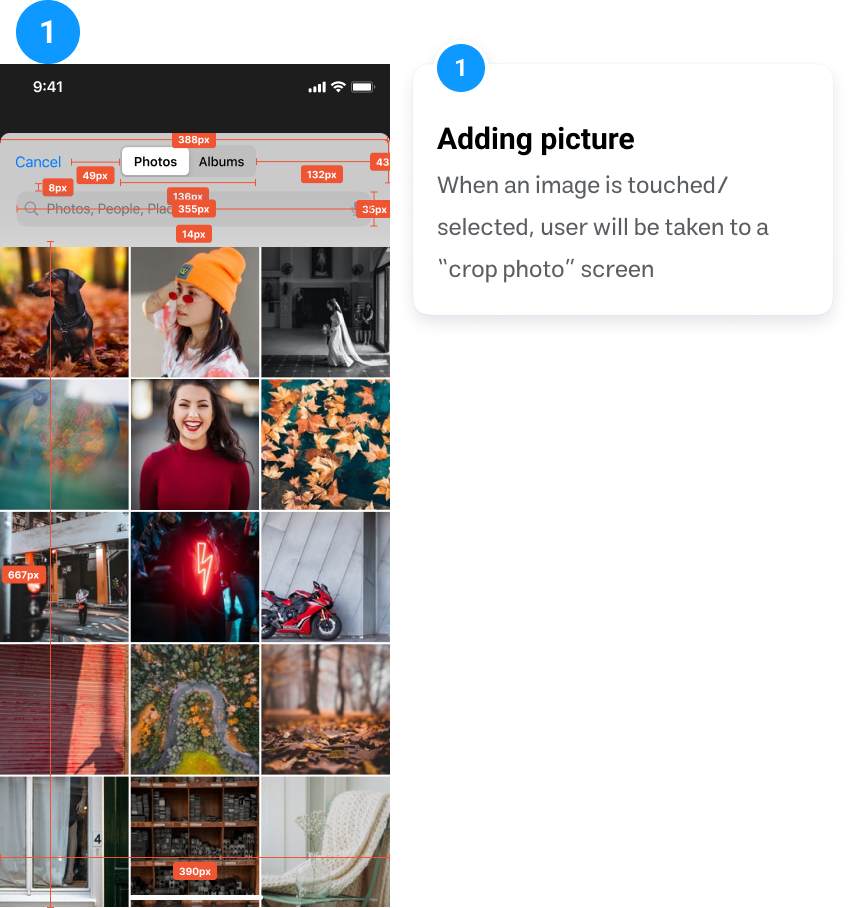 1
9:41
388px
Cancel
Photos
Albums
43
49px
132px
8px
136px
Photos, People,
355px
35px
14px
667px
4
390px
1
Adding picture
When an image is touched/
selected, user will be taken to a
“crop photo” screen